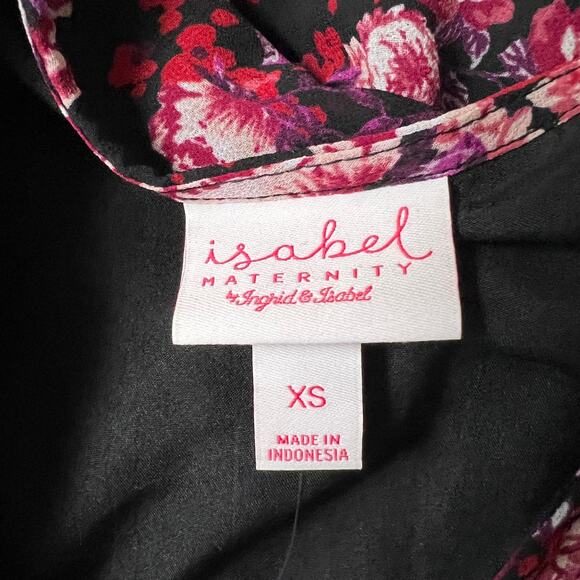 isabel
MATERNITY
by Ingrid & Isabel
XS
MADE IN
INDONESIA